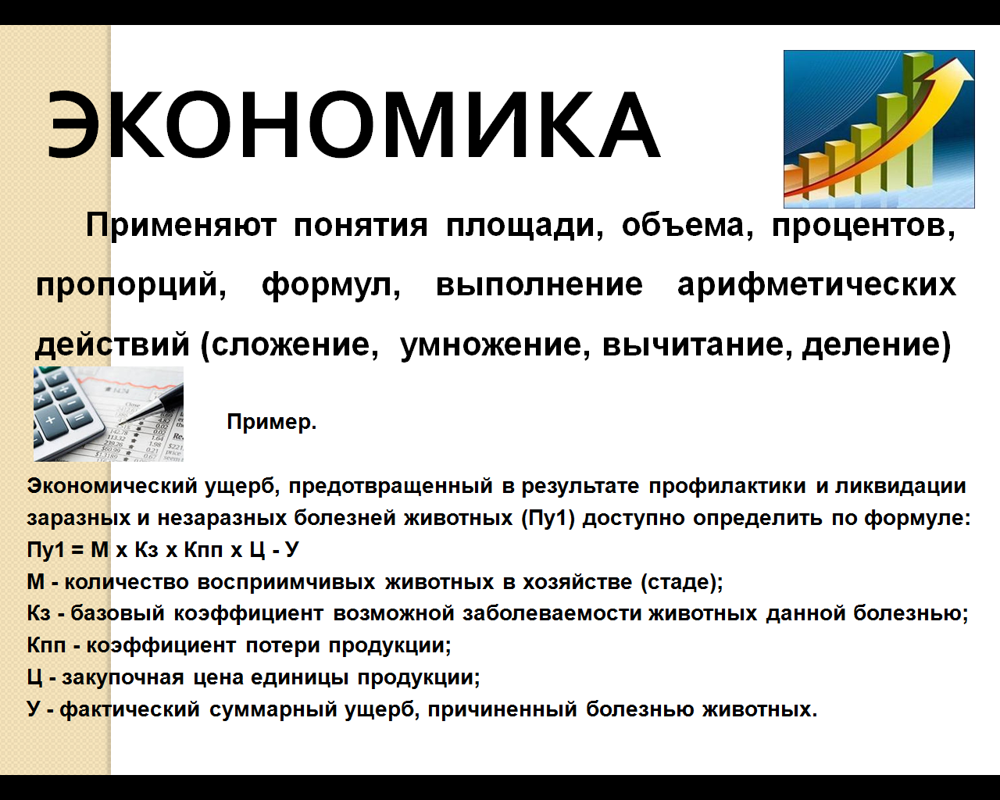 ЭКОНОМИКА
Применяют понятия площади, объема, процентов,
пропорций, формул, выполнение арифметических
действий (сложение, умножение, вычитание, деление)
Пример.
Экономический ущерб, предотвращенный в результате профилактики и ликвидации
заразных и незаразных болезней животных (Пу1) доступно определить по формуле:
Пу1 = М х Кз х Кпп х Ц - У
М - количество восприимчивых животных в хозяйстве (стаде);
Кз - базовый коэффициент возможной заболеваемости животных данной болезнью;
Кпп - коэффициент потери продукции;
Ц - закупочная цена единицы продукции;
У - фактический суммарный ущерб, причиненный болезнью животных.